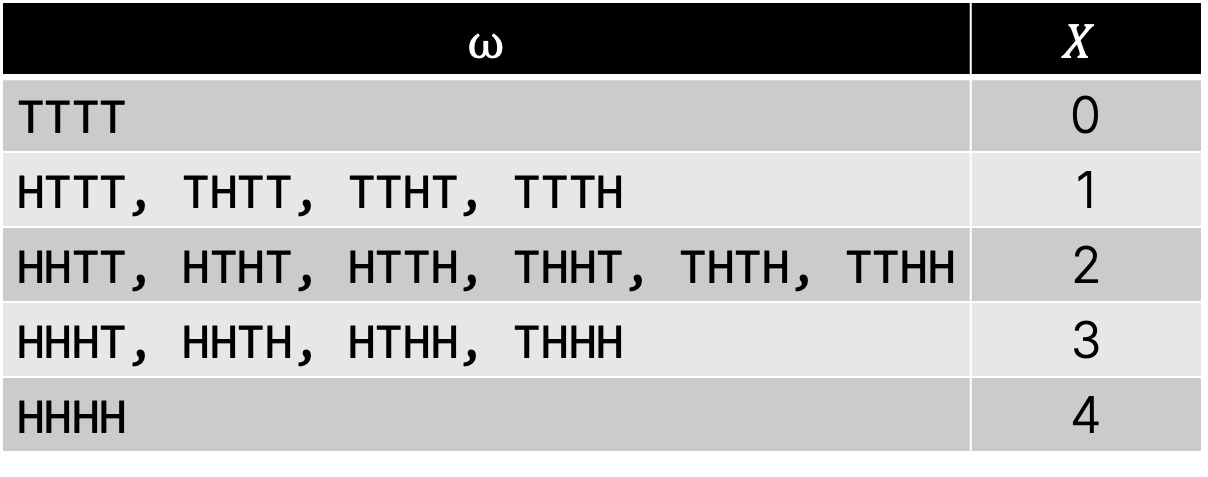 ω X
TTTT 0
HTTT, THTT, TTHT, TTTH 1
HHTT, HTHT, HTTH, THHT, THTH, TTHH 2
HHHT, HHTH, HTHH, THHH 3
HHHH 4